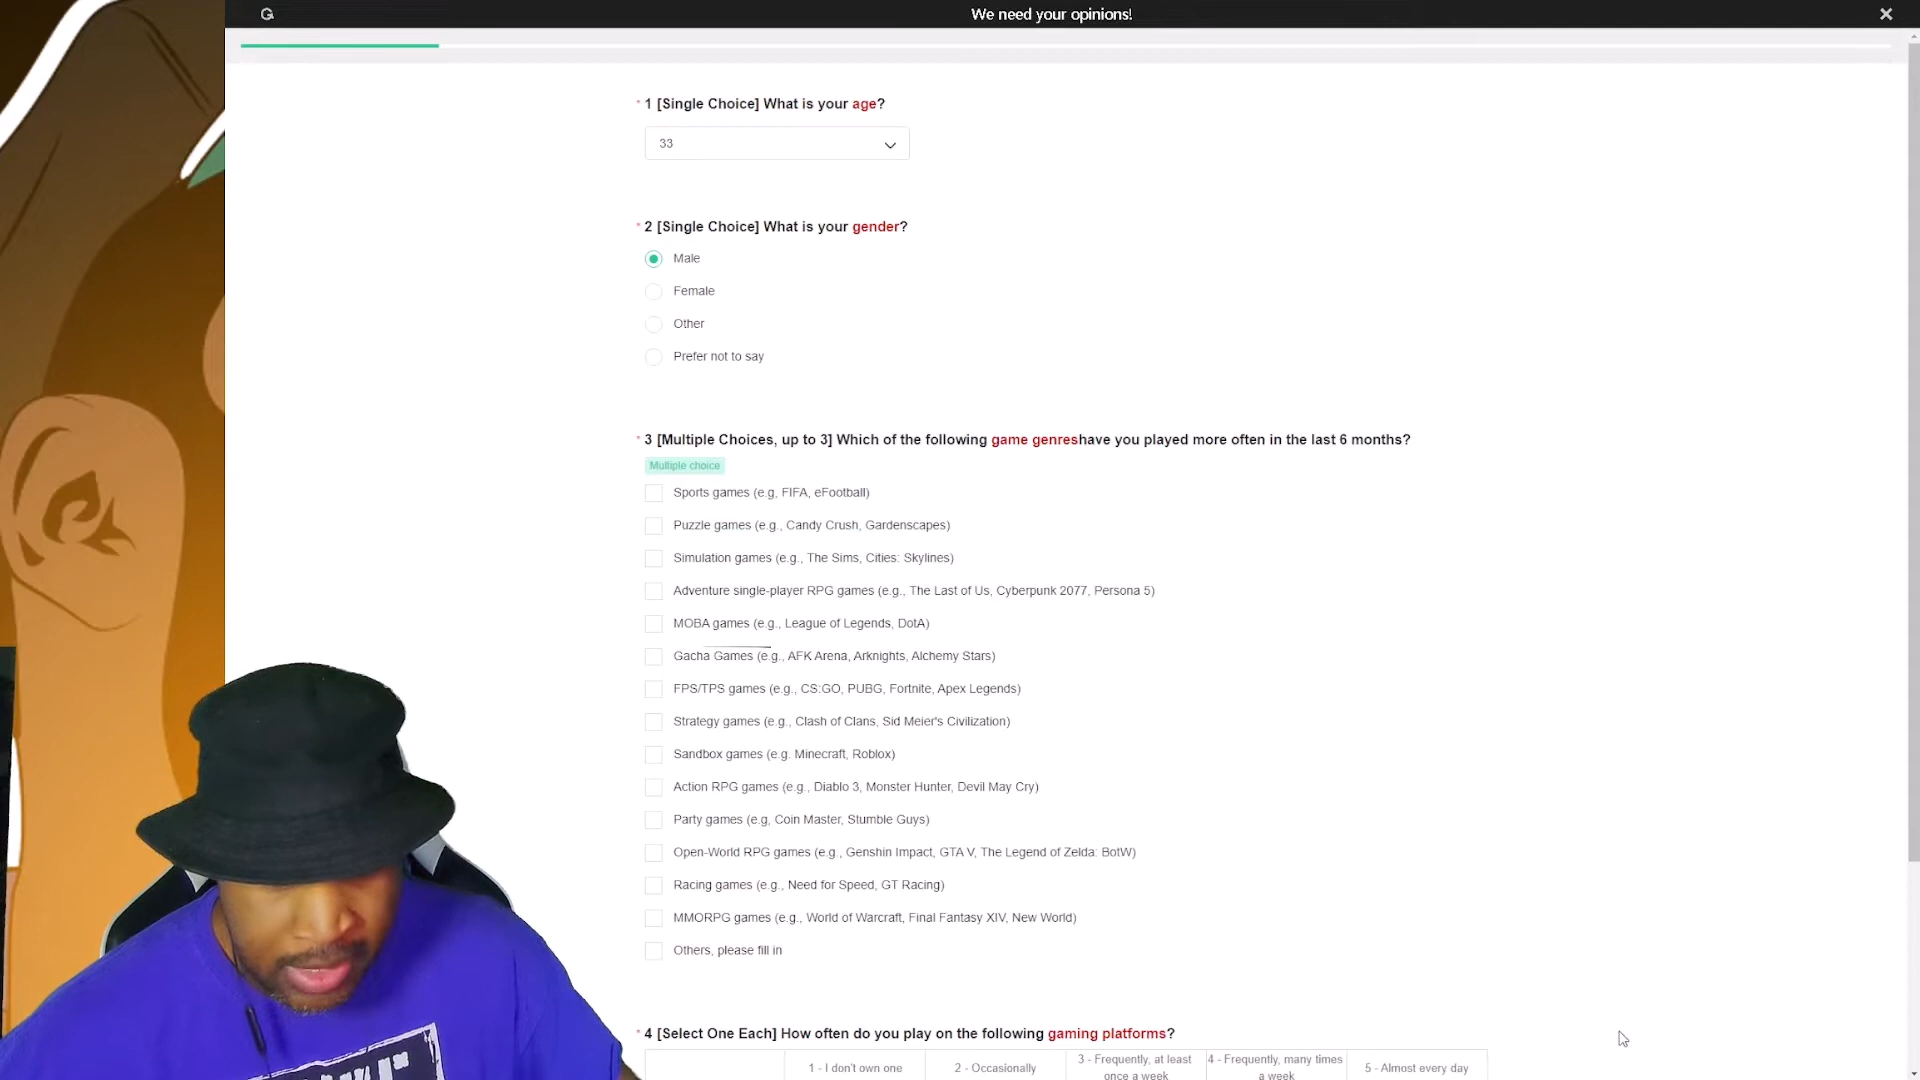 We need your opinions!
* 1 [Single Choice] What is your age?
33
* 2 [Single Choice] What is your gender?
Male
Female
Other
Prefer not to say
* 3 [Multiple Choices, up to 3] Which of the following game genreshave you played more often in the last 6 months?
Multiple choice
Sports games (e.g, FIFA, eFootball)
Puzzle games (e.g., Candy Crush, Gardenscapes)
Simulation games (e.g., The Sims, Cities: Skylines)
Adventure single-player RPG games (e.g., The Last of Us, Cyberpunk 2077, Persona 5)
MOBA games (e.g., League of Legends, DotA)
Gacha Games (e.g., AFK Arena, Arknights, Alchemy Stars)
FPS/TPS games (e.g., CS:GO, PUBG, Fortnite, Apex Legends)
Strategy games (e.g., Clash of Clans, Sid Meier's Civilization)
Sandbox games (e.g. Minecraft, Roblox)
Action RPG games (e.g., Diablo 3, Monster Hunter, Devil May Cry)
Party games (e.g, Coin Master, Stumble Guys)
Open-World RPG games (e.g., Genshin Impact, GTA V, The Legend of Zelda: BotW)
Racing games (e.g., Need for Speed, GT Racing)
MMORPG games (e.g., World of Warcraft, Final Fantasy XIV, New World)
Others, please fill in
* 4 [Select One Each] How often do you play on the following gaming platforms?
1 - I don't own one
2 - Occasionally
3 - Frequently, at least once a week
4 - Frequently, many times a week
5 - Almost every day